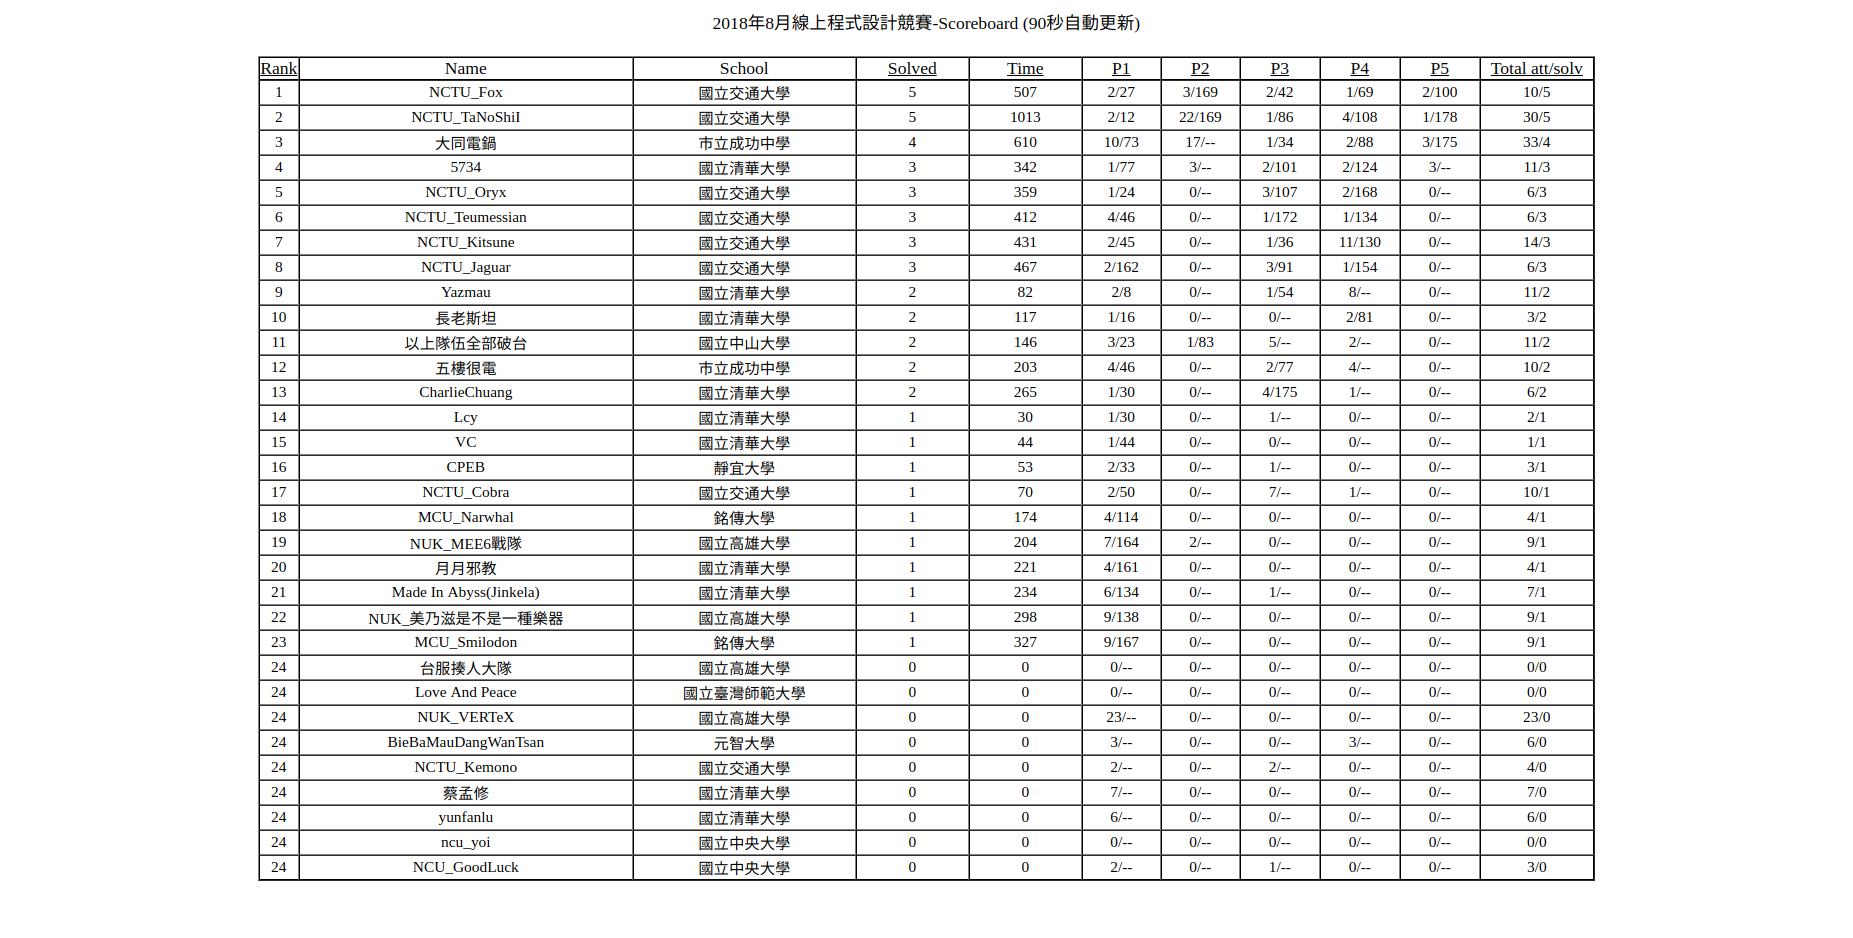 2018年8月線上程式設計競賽-Scoreboard (90秒自動更新)
Rank Name School Solved Time P1 P2 P3 P4 P5 Total att/solv
1 NCTU_Fox 國立交通大學 5 507 2/27 3/169 2/42 1/69 2/100 10/5
2 NCTU_TaNoShiI 國立交通大學 5 1013 2/12 22/169 1/86 4/108 1/178 30/5
3 大同電鍋 市立成功中學 4 610 10/73 17/-- 1/34 2/88 3/175 33/4
4 5734 國立清華大學 3 342 1/77 3/-- 2/101 2/124 3/-- 11/3
5 NCTU_Oryx 國立交通大學 3 359 1/24 0/-- 3/107 2/168 0/-- 6/3
6 NCTU_Teumessian 國立交通大學 3 412 4/46 0/-- 1/172 1/134 0/-- 6/3
7 NCTU_Kitsune 國立交通大學 3 431 2/45 0/-- 1/36 11/130 0/-- 14/3
8 NCTU_Jaguar 國立交通大學 3 467 2/162 0/-- 3/91 1/154 0/-- 6/3
9 Yazmau 國立清華大學 2 82 2/8 0/-- 1/54 8/-- 0/-- 11/2
10 長老斯坦 國立清華大學 2 117 1/16 0/-- 0/-- 2/81 0/-- 3/2
11 以上隊伍全部破台 國立中山大學 2 146 3/23 1/83 5/-- 2/-- 0/-- 11/2
12 五樓很電 市立成功中學 2 203 4/46 0/-- 2/77 4/-- 0/-- 10/2
13 CharlieChuang 國立清華大學 2 265 1/30 0/-- 4/175 1/-- 0/-- 6/2
14 Lcy 國立清華大學 1 30 1/30 0/-- 1/-- 0/-- 0/-- 2/1
15 VC 國立清華大學 1 44 1/44 0/-- 0/-- 0/-- 0/-- 1/1
16 CPEB 靜宜大學 1 53 2/33 0/-- 1/-- 0/-- 0/-- 3/1
17 NCTU_Cobra 國立交通大學 1 70 2/50 0/-- 7/-- 1/-- 0/-- 10/1
18 MCU_Narwhal 銘傳大學 1 174 4/114 0/-- 0/-- 0/-- 0/-- 4/1
19 NUK_MEE6戰隊 國立高雄大學 1 204 7/164 2/-- 0/-- 0/-- 0/-- 9/1
20 月月邪教 國立清華大學 1 221 4/161 0/-- 0/-- 0/-- 0/-- 4/1
21 Made In Abyss(Jinkela) 國立清華大學 1 234 6/134 0/-- 1/-- 0/-- 0/-- 7/1
22 NUK_美乃滋是不是一種樂器 國立高雄大學 1 298 9/138 0/-- 0/-- 0/-- 0/-- 9/1
23 MCU_Smilodon 銘傳大學 1 327 9/167 0/-- 0/-- 0/-- 0/-- 9/1
24 台服揍人大隊 國立高雄大學 0 0 0/-- 0/-- 0/-- 0/-- 0/-- 0/0
24 Love And Peace 國立臺灣師範大學 0 0 0/-- 0/-- 0/-- 0/-- 0/-- 0/0
24 NUK_VERTeX 國立高雄大學 0 0 23/-- 0/-- 0/-- 0/-- 0/-- 23/0
24 BieBaMauDangWanTsan 元智大學 0 0 3/-- 0/-- 0/-- 3/-- 0/-- 6/0
24 NCTU_Kemono 國立交通大學 0 0 2/-- 0/-- 2/-- 0/-- 0/-- 4/0
24 蔡孟修 國立清華大學 0 0 7/-- 0/-- 0/-- 0/-- 0/-- 7/0
24 yunfanlu 國立清華大學 0 0 6/-- 0/-- 0/-- 0/-- 0/-- 6/0
24 ncu_yoi 國立中央大學 0 0 0/-- 0/-- 0/-- 0/-- 0/-- 0/0
24 NCU_GoodLuck 國立中央大學 0 0 2/-- 0/-- 1/-- 0/-- 0/-- 3/0